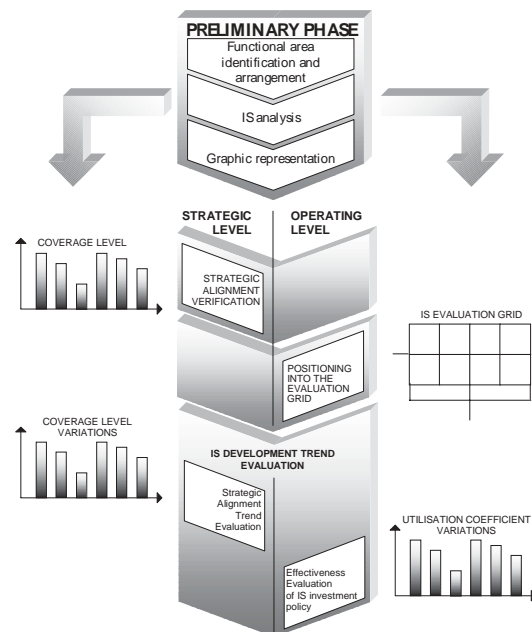 PRELIMINARY PHASE
Functional area
identification and
arrangement
IS analysis
Graphic representation
STRATEGIC
LEVEL
OPERATING
LEVEL
COVERAGE LEVEL
STRATEGIC
ALIGNMENT
VERIFICATION
IS EVALUATION GRID
POSITIONING
INTO THE
EVALUATION
GRID
COVERAGE LEVEL
VARIATIONS
IS DEVELOPMENT TREND
EVALUATION
Strategic
Alignment
Trend
Evaluation
UTILISATION COEFFICIENT
VARIATIONS
Effectiveness
Evaluation
of IS investment
policy